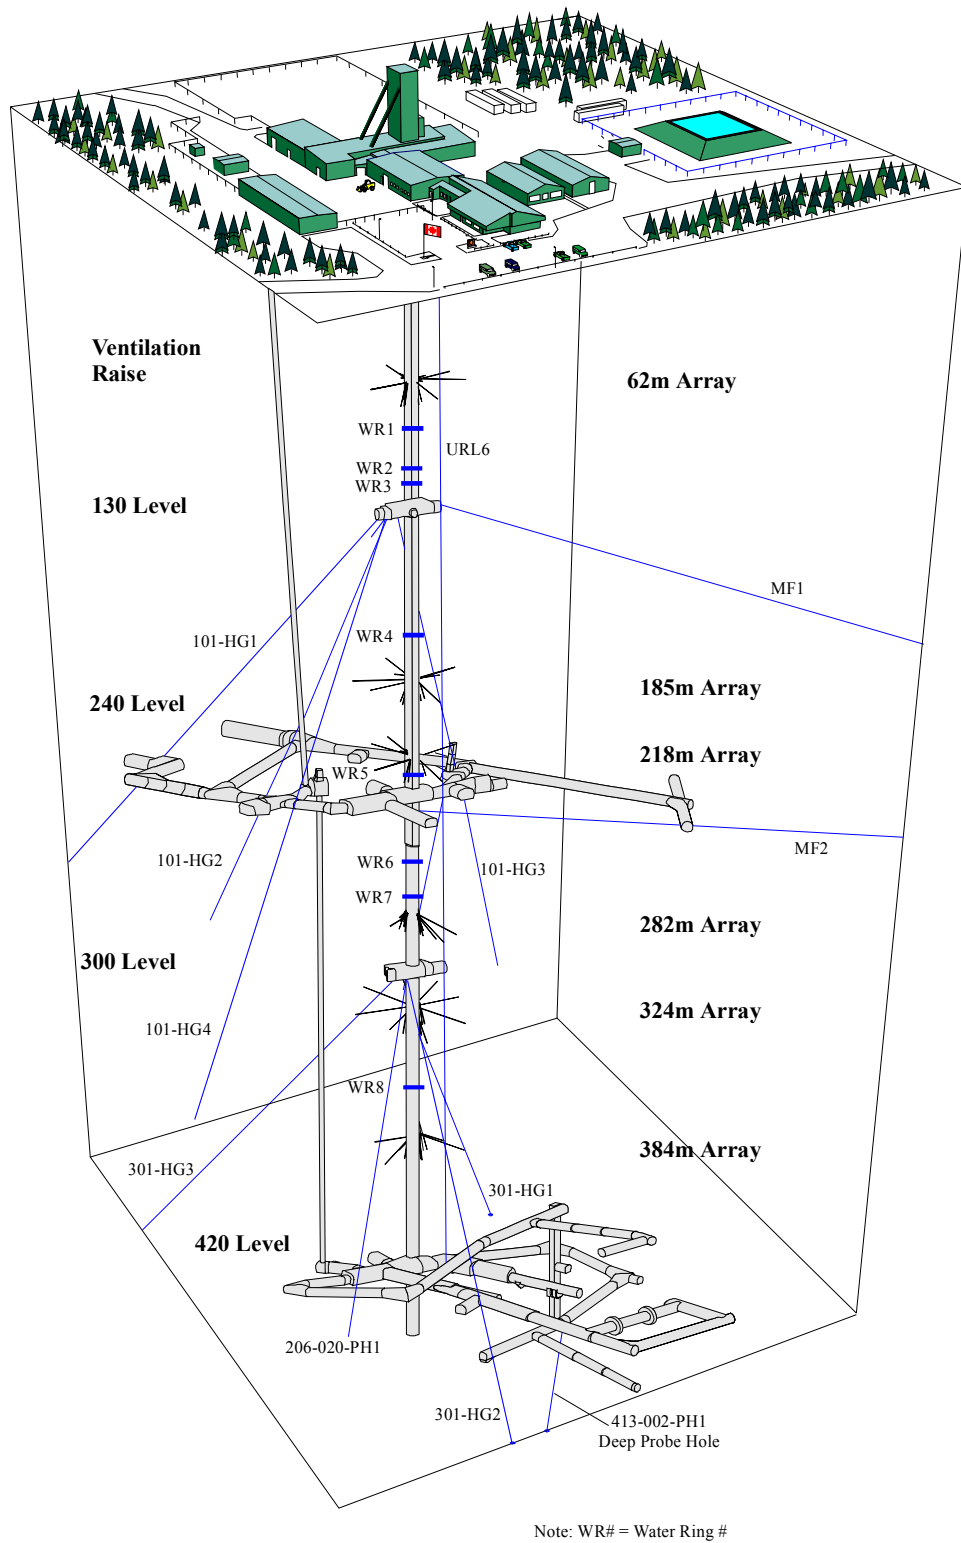 Ventilation
Raise
62m Array
WR1
URL6
WR2
WR3
130 Level
MF1
WR4
101-HG1
185m Array
240 Level
218m Array
WR5
MF2
101-HG2
WR6
101-HG3
WR7
282m Array
300 Level
324m Array
101-HG4
WR8
384m Array
301-HG3
301-HG1
420 Level
206-020-PH1
301-HG2
413-002-PH1
Deep Probe Hole
Note: WR# = Water Ring #